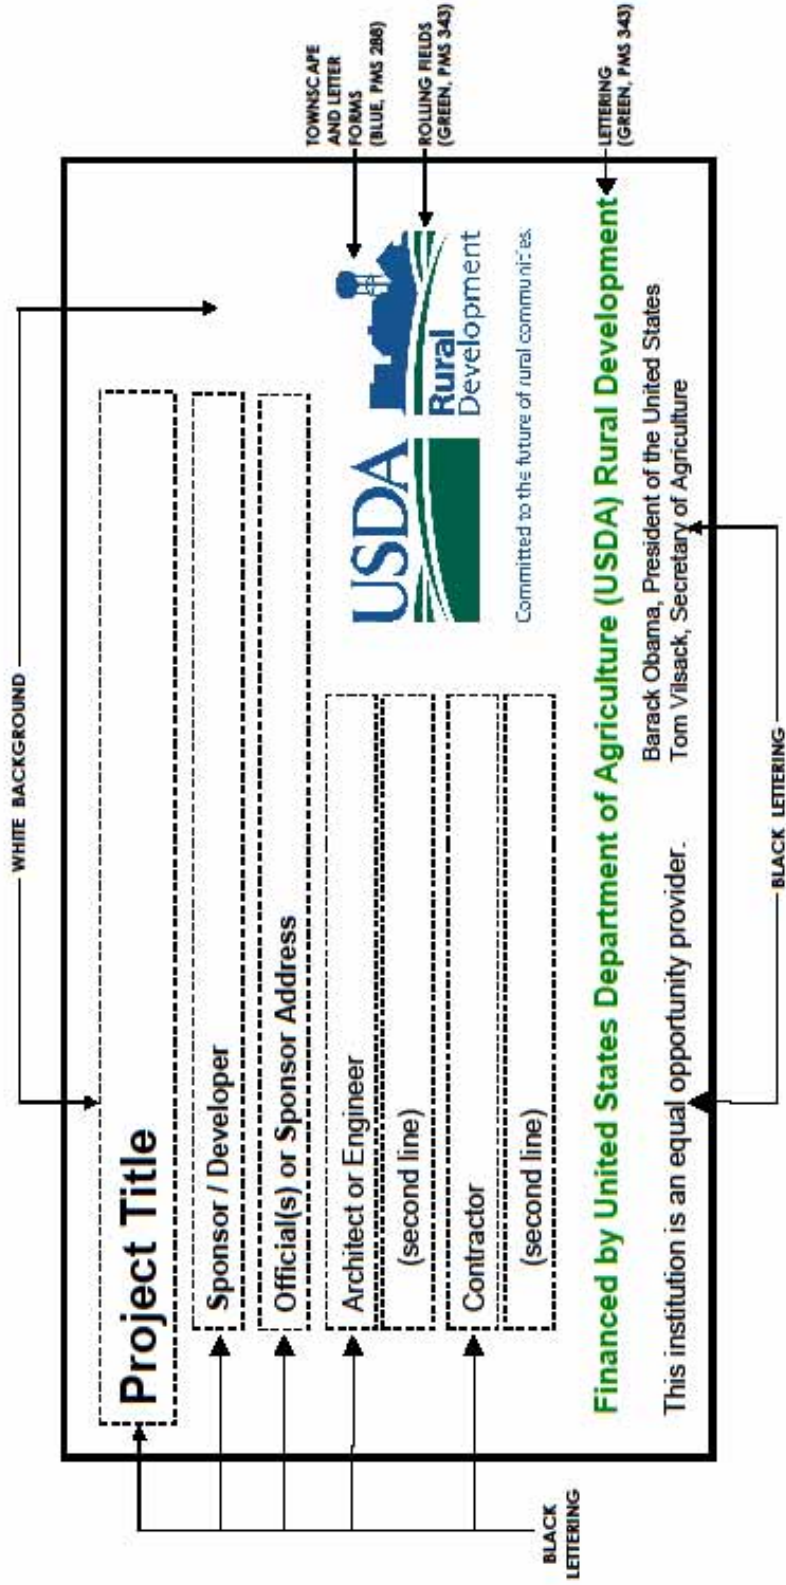 WHITE BACKGROUND
Project Title
Sponsor / Developer
Official(s) or Sponsor Address
Architect or Engineer
(second line)
Contractor
(second line)
BLACK
LETTERING
USDA
Rural
Development
Committed to the future of rural communities.
TOWNSCAPE
AND LETTER
FORMS
(BLUE, PMS 288)
ROLLING FIELDS
(GREEN, PMS 343)
LETTERING
(GREEN, PMS 343)
Financed by United States Department of Agriculture (USDA) Rural Development
This institution is an equal opportunity provider.
Barack Obama, President of the United States
Tom Vilsack, Secretary of Agriculture
BLACK LETTERING